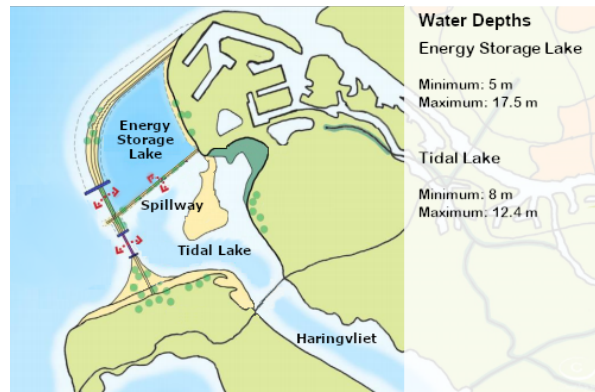 Water Depths
Energy Storage Lake
Minimum: 5 m
Maximum: 17.5 m
Tidal Lake
Minimum: 8 m
Maximum: 12.4 m
Energy
Storage
Lake
Spillway
Tidal Lake
Haringvliet